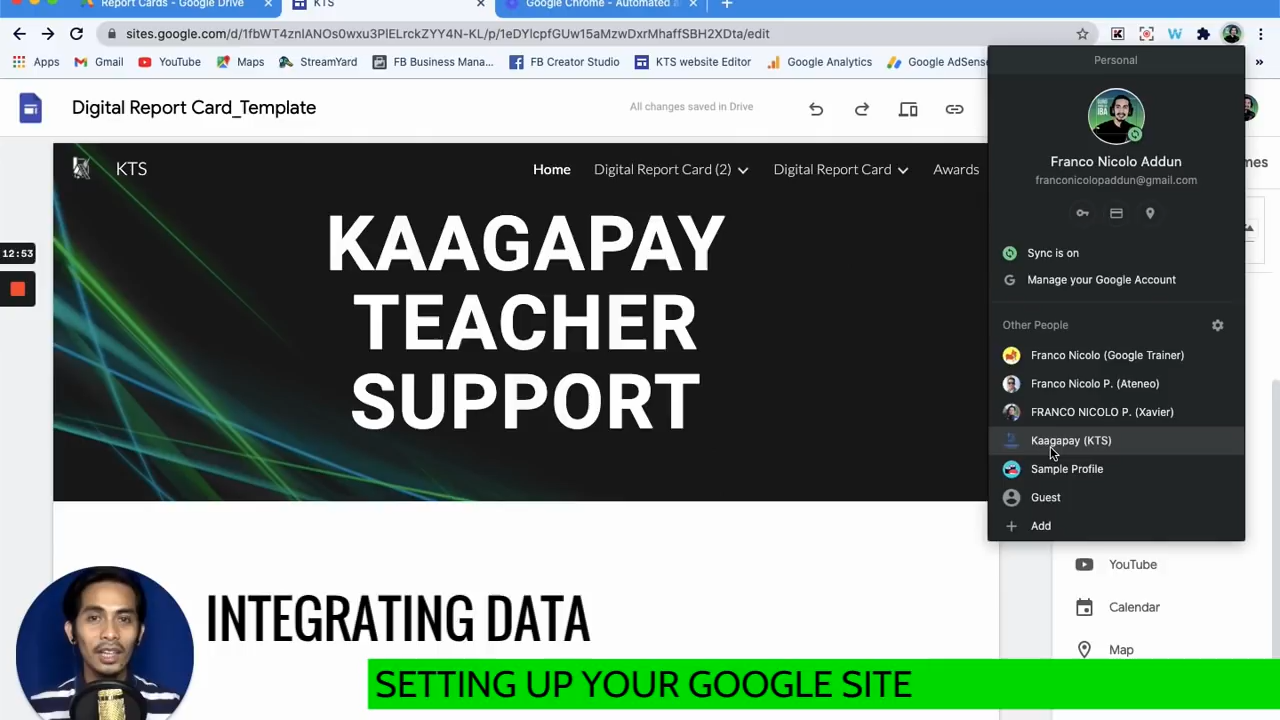 Report Cards - Google Drive
KTS
Google Chrome - Automated a
sites.google.com/d/1fbWT4znlANOs0wxu3PlELrckZYY4N-KL/p/1eDYlcpfGUw15aMzwDxrMhaffSBH2XDta/edit
Apps
Gmail
YouTube
Maps
StreamYard
FB Business Mana...
FB Creator Studio
KTS website Editor
Google Analytics
Google AdSens
»
Digital Report Card_Template
All changes saved in Drive
mes
KTS
Home
Digital Report Card (2)
Digital Report Card
Awards
KAAGAPAY
TEACHER
SUPPORT
12:53
Personal
Franco Nicolo Addun
franconicolopaddun@gmail.com
Sync is on
Manage your Google Account
Other People
Franco Nicolo (Google Trainer)
Franco Nicolo P. (Ateneo)
FRANCO NICOLO P. (Xavier)
Kaagapay (KTS)
Sample Profile
Guest
Add
YouTube
Calendar
Map
INTEGRATING DATA
SETTING UP YOUR GOOGLE SITE